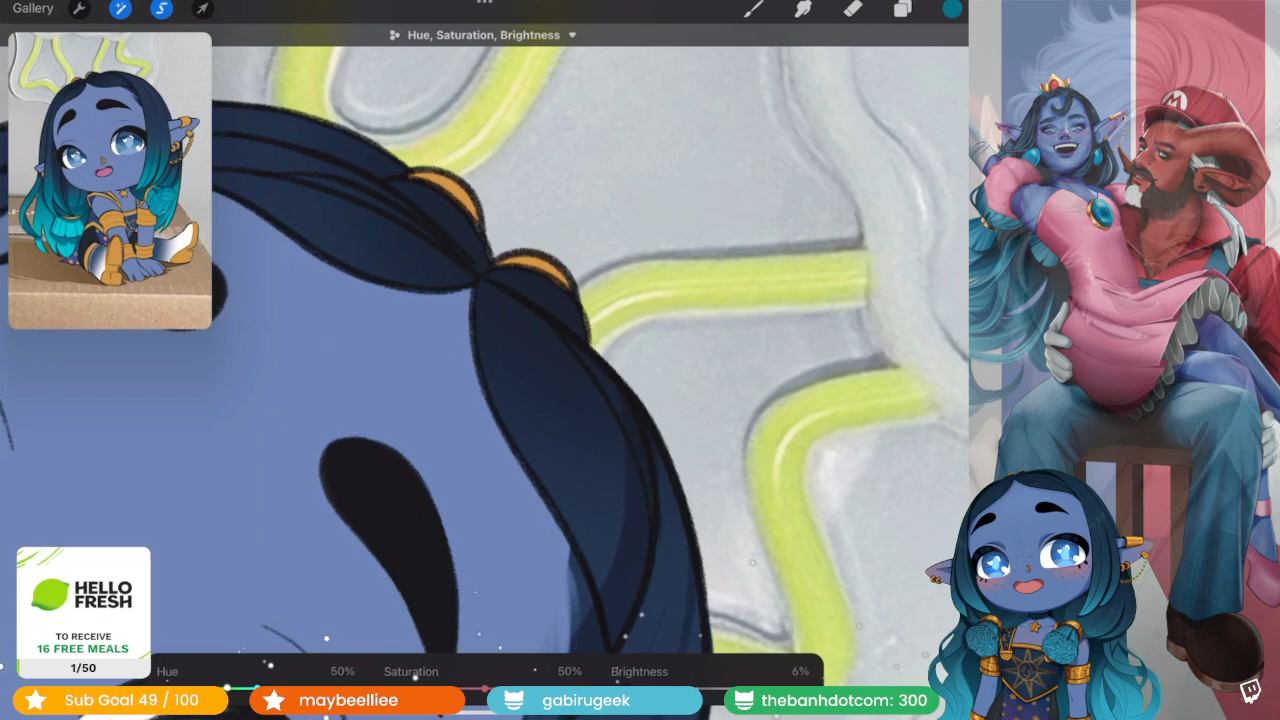 Gallery
Hue, Saturation, Brightness
M
HELLO
FRESH
TO RECEIVE
16 FREE MEALS
1/50
Hue 50% Saturation 50% Brightness 6%
Sub Goal 49 / 100 maybeelliee gabirugeek thebanhdotcom: 300